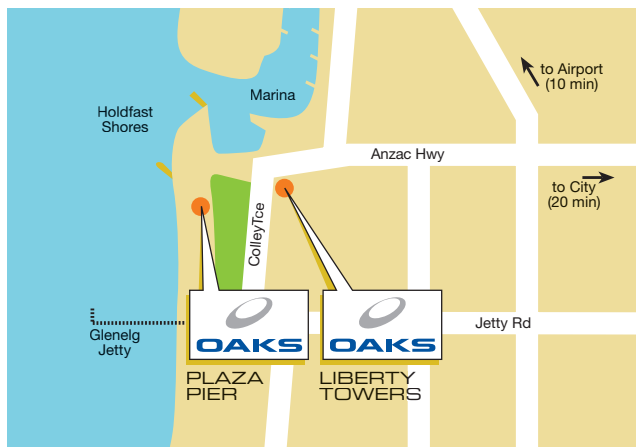 to Airport
(10 min)
Marina
Holdfast
Shores
Anzac Hwy
to City
(20 min)
ColleyTce
OAKS
OAKS
Jetty Rd
Glenelg
Jetty
PLAZA
PIER
LIBERTY
TOWERS